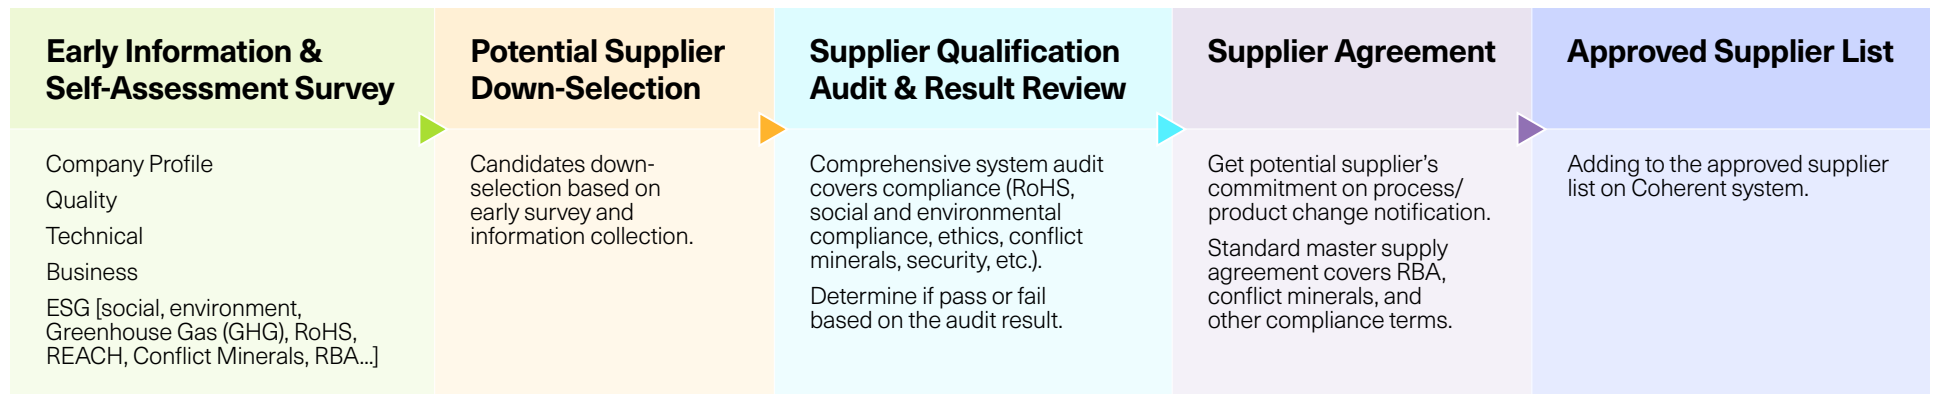 Early Information &
Self-Assessment Survey
Company Profile
Quality
Technical
Business
ESG [social, environment,
Greenhouse Gas (GHG), RoHS,
REACH, Conflict Minerals, RBA...]
Potential Supplier
Down-Selection
Candidates down-
selection based on
early survey and
information collection.
Supplier Qualification
Audit & Result Review
Comprehensive system audit
covers compliance (RoHS,
social and environmental
compliance, ethics, conflict
minerals, security, etc.).
Determine if pass or fail
based on the audit result.
Supplier Agreement
Get potential supplier’s
commitment on process/
product change notification.
Standard master supply
agreement covers RBA,
conflict minerals, and
other compliance terms.
Approved Supplier List
Adding to the approved supplier
list on Coherent system.